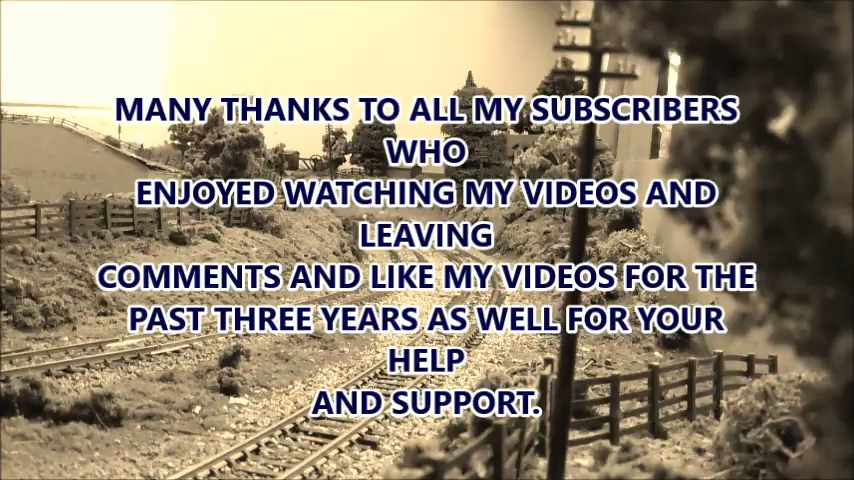 MANY THANKS TO ALL MY SUBSCRIBERS
WHO
ENJOYED WATCHING MY VIDEOS AND
LEAVING
COMMENTS AND LIKE MY VIDEOS FOR THE
PAST THREE YEARS AS WELL FOR YOUR
HELP
AND SUPPORT.